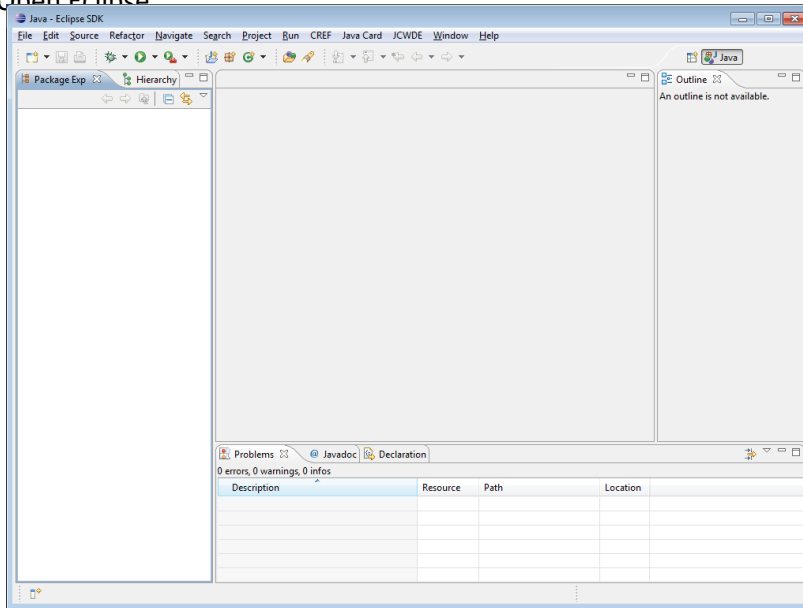 Open Eclipse
Java - Eclipse SDK
File Edit Source Refactor Navigate Search Project Run CREF Java Card JCWDE Window Help
Java
Package Exp Hierarchy
Outline
An outline is not available.
Problems @ Javadoc Declaration
0 errors, 0 warnings, 0 infos
Description Resource Path Location